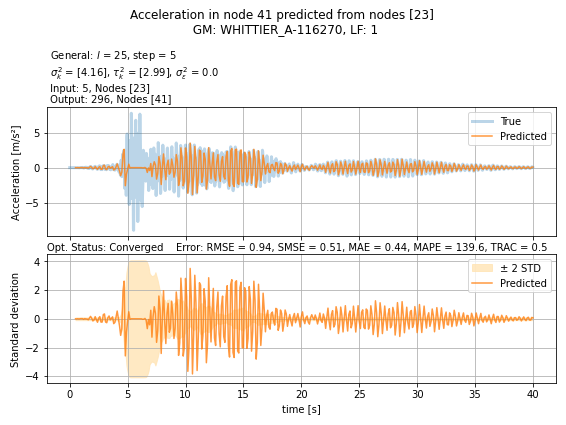 Acceleration in node 41 predicted from nodes [23]
GM: WHITTIER_A-116270, LF: 1
General: l = 25, step = 5
σ²ₖ = [4.16], τ²ₖ = [2.99], σ²_ε = 0.0
Input: 5, Nodes [23]
Output: 296, Nodes [41]
Acceleration [m/s²]
5
0
−5
True
Predicted
Opt. Status: Converged    Error: RMSE = 0.94, SMSE = 0.51, MAE = 0.44, MAPE = 139.6, TRAC = 0.5
Standard deviation
4
2
0
−2
−4
± 2 STD
Predicted
0 5 10 15 20 25 30 35 40
time [s]